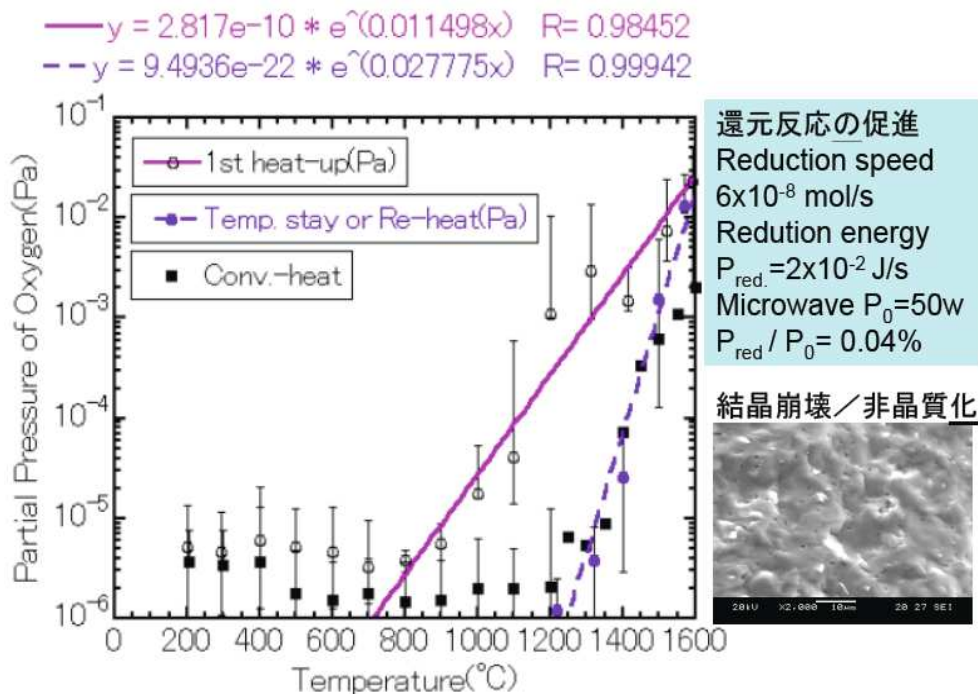 y = 2.817e-10 * e^(0.011498x) R= 0.98452
y = 9.4936e-22 * e^(0.027775x) R= 0.99942
Partial Pressure of Oxygen(Pa)
10-1
10-2
10-3
10-4
10-5
10-6
1st heat-up(Pa)
Temp. stay or Re-heat(Pa)
Conv.-heat
0 200 400 600 800 1000 1200 1400 1600
Temperature(°C)
還元反応の促進
Reduction speed
6x10-8 mol/s
Redution energy
Pred.=2x10-2 J/s
Microwave P0=50w
Pred / P0= 0.04%
結晶崩壊／非晶質化
20kV X2,000 10μm 20 27 SEI